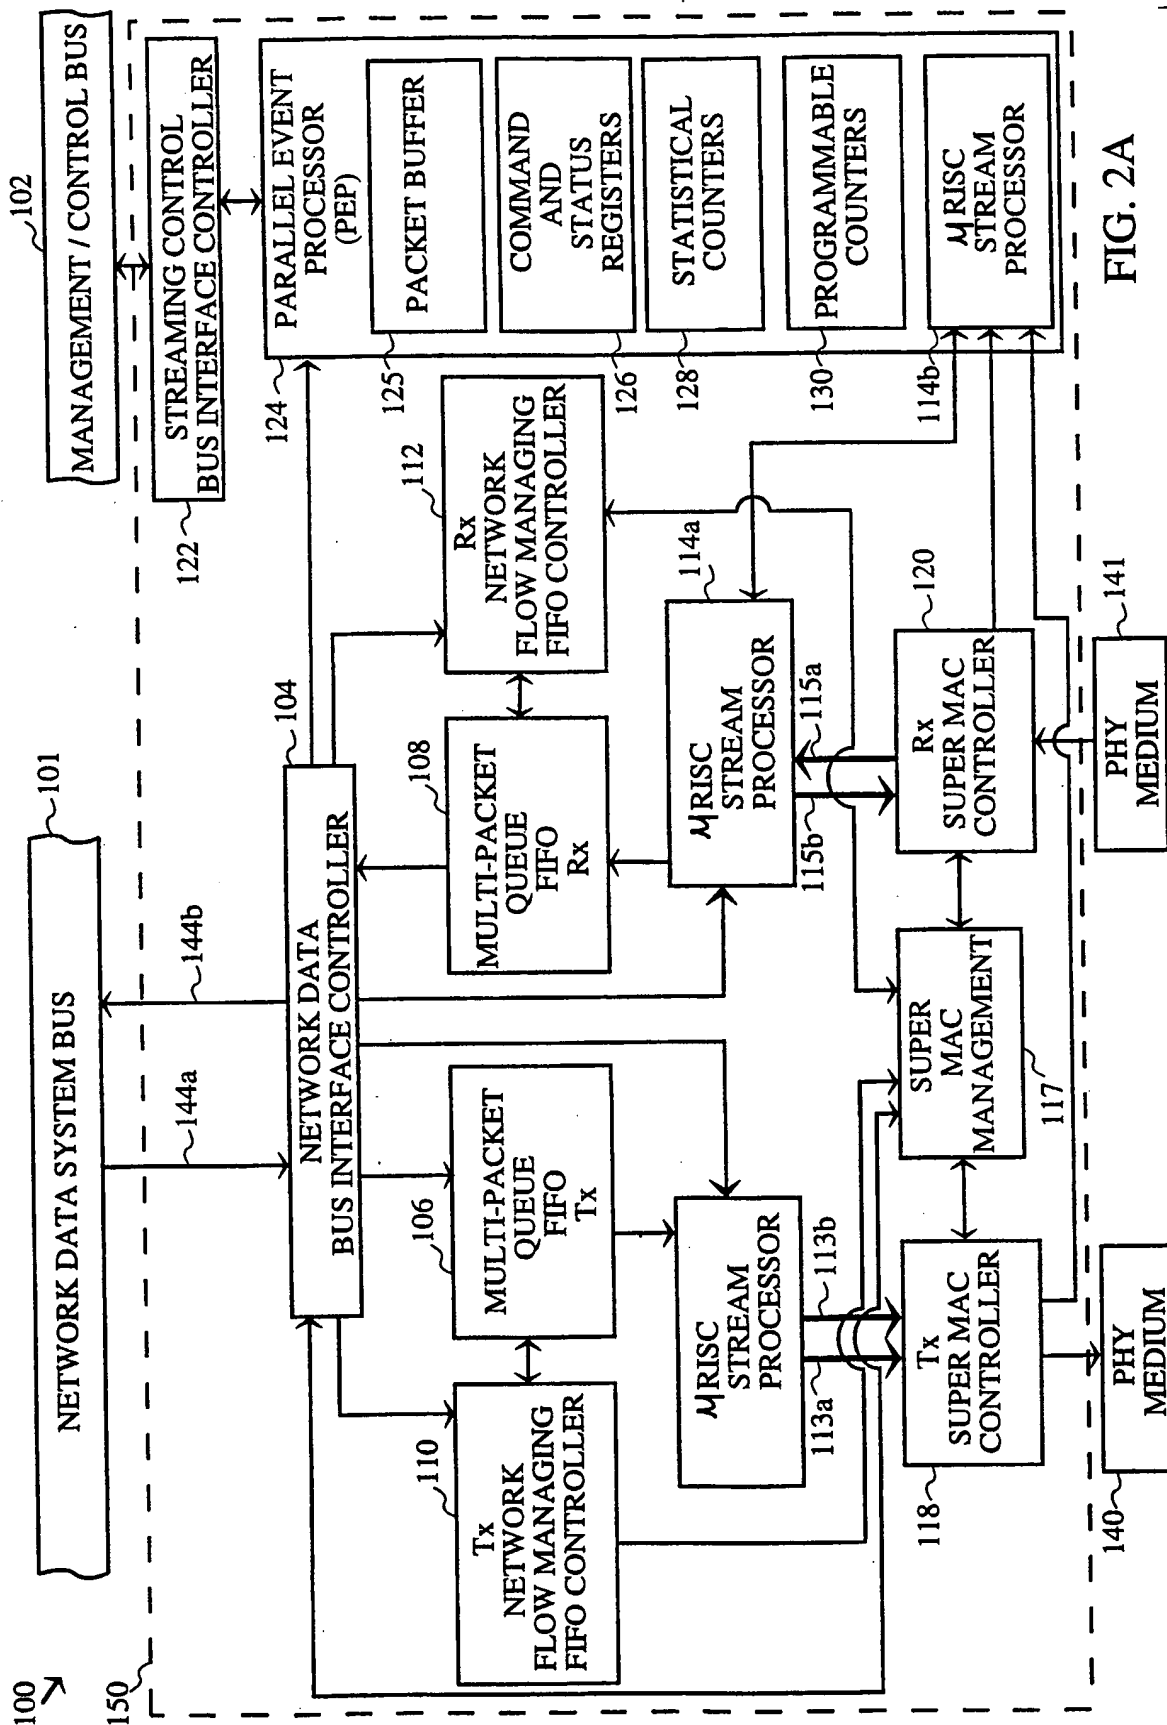 100
150
NETWORK DATA SYSTEM BUS
101
MANAGEMENT / CONTROL BUS
102
144a
144b
STREAMING CONTROL
BUS INTERFACE CONTROLLER
122
NETWORK DATA
BUS INTERFACE CONTROLLER
104
PARALLEL EVENT
PROCESSOR
(PEP)
124
PACKET BUFFER
125
COMMAND
AND
STATUS
REGISTERS
126
STATISTICAL
COUNTERS
128
PROGRAMMABLE
COUNTERS
130
μRISC
STREAM
PROCESSOR
114b
Tx
NETWORK
FLOW MANAGING
FIFO CONTROLLER
110
MULTI-PACKET
QUEUE
FIFO
Tx
106
MULTI-PACKET
QUEUE
FIFO
Rx
108
Rx
NETWORK
FLOW MANAGING
FIFO CONTROLLER
112
μRISC
STREAM
PROCESSOR
113a
113b
μRISC
STREAM
PROCESSOR
114a
115b
115a
Tx
SUPER MAC
CONTROLLER
118
SUPER
MAC
MANAGEMENT
117
Rx
SUPER MAC
CONTROLLER
120
PHY
MEDIUM
140
PHY
MEDIUM
141
FIG. 2A